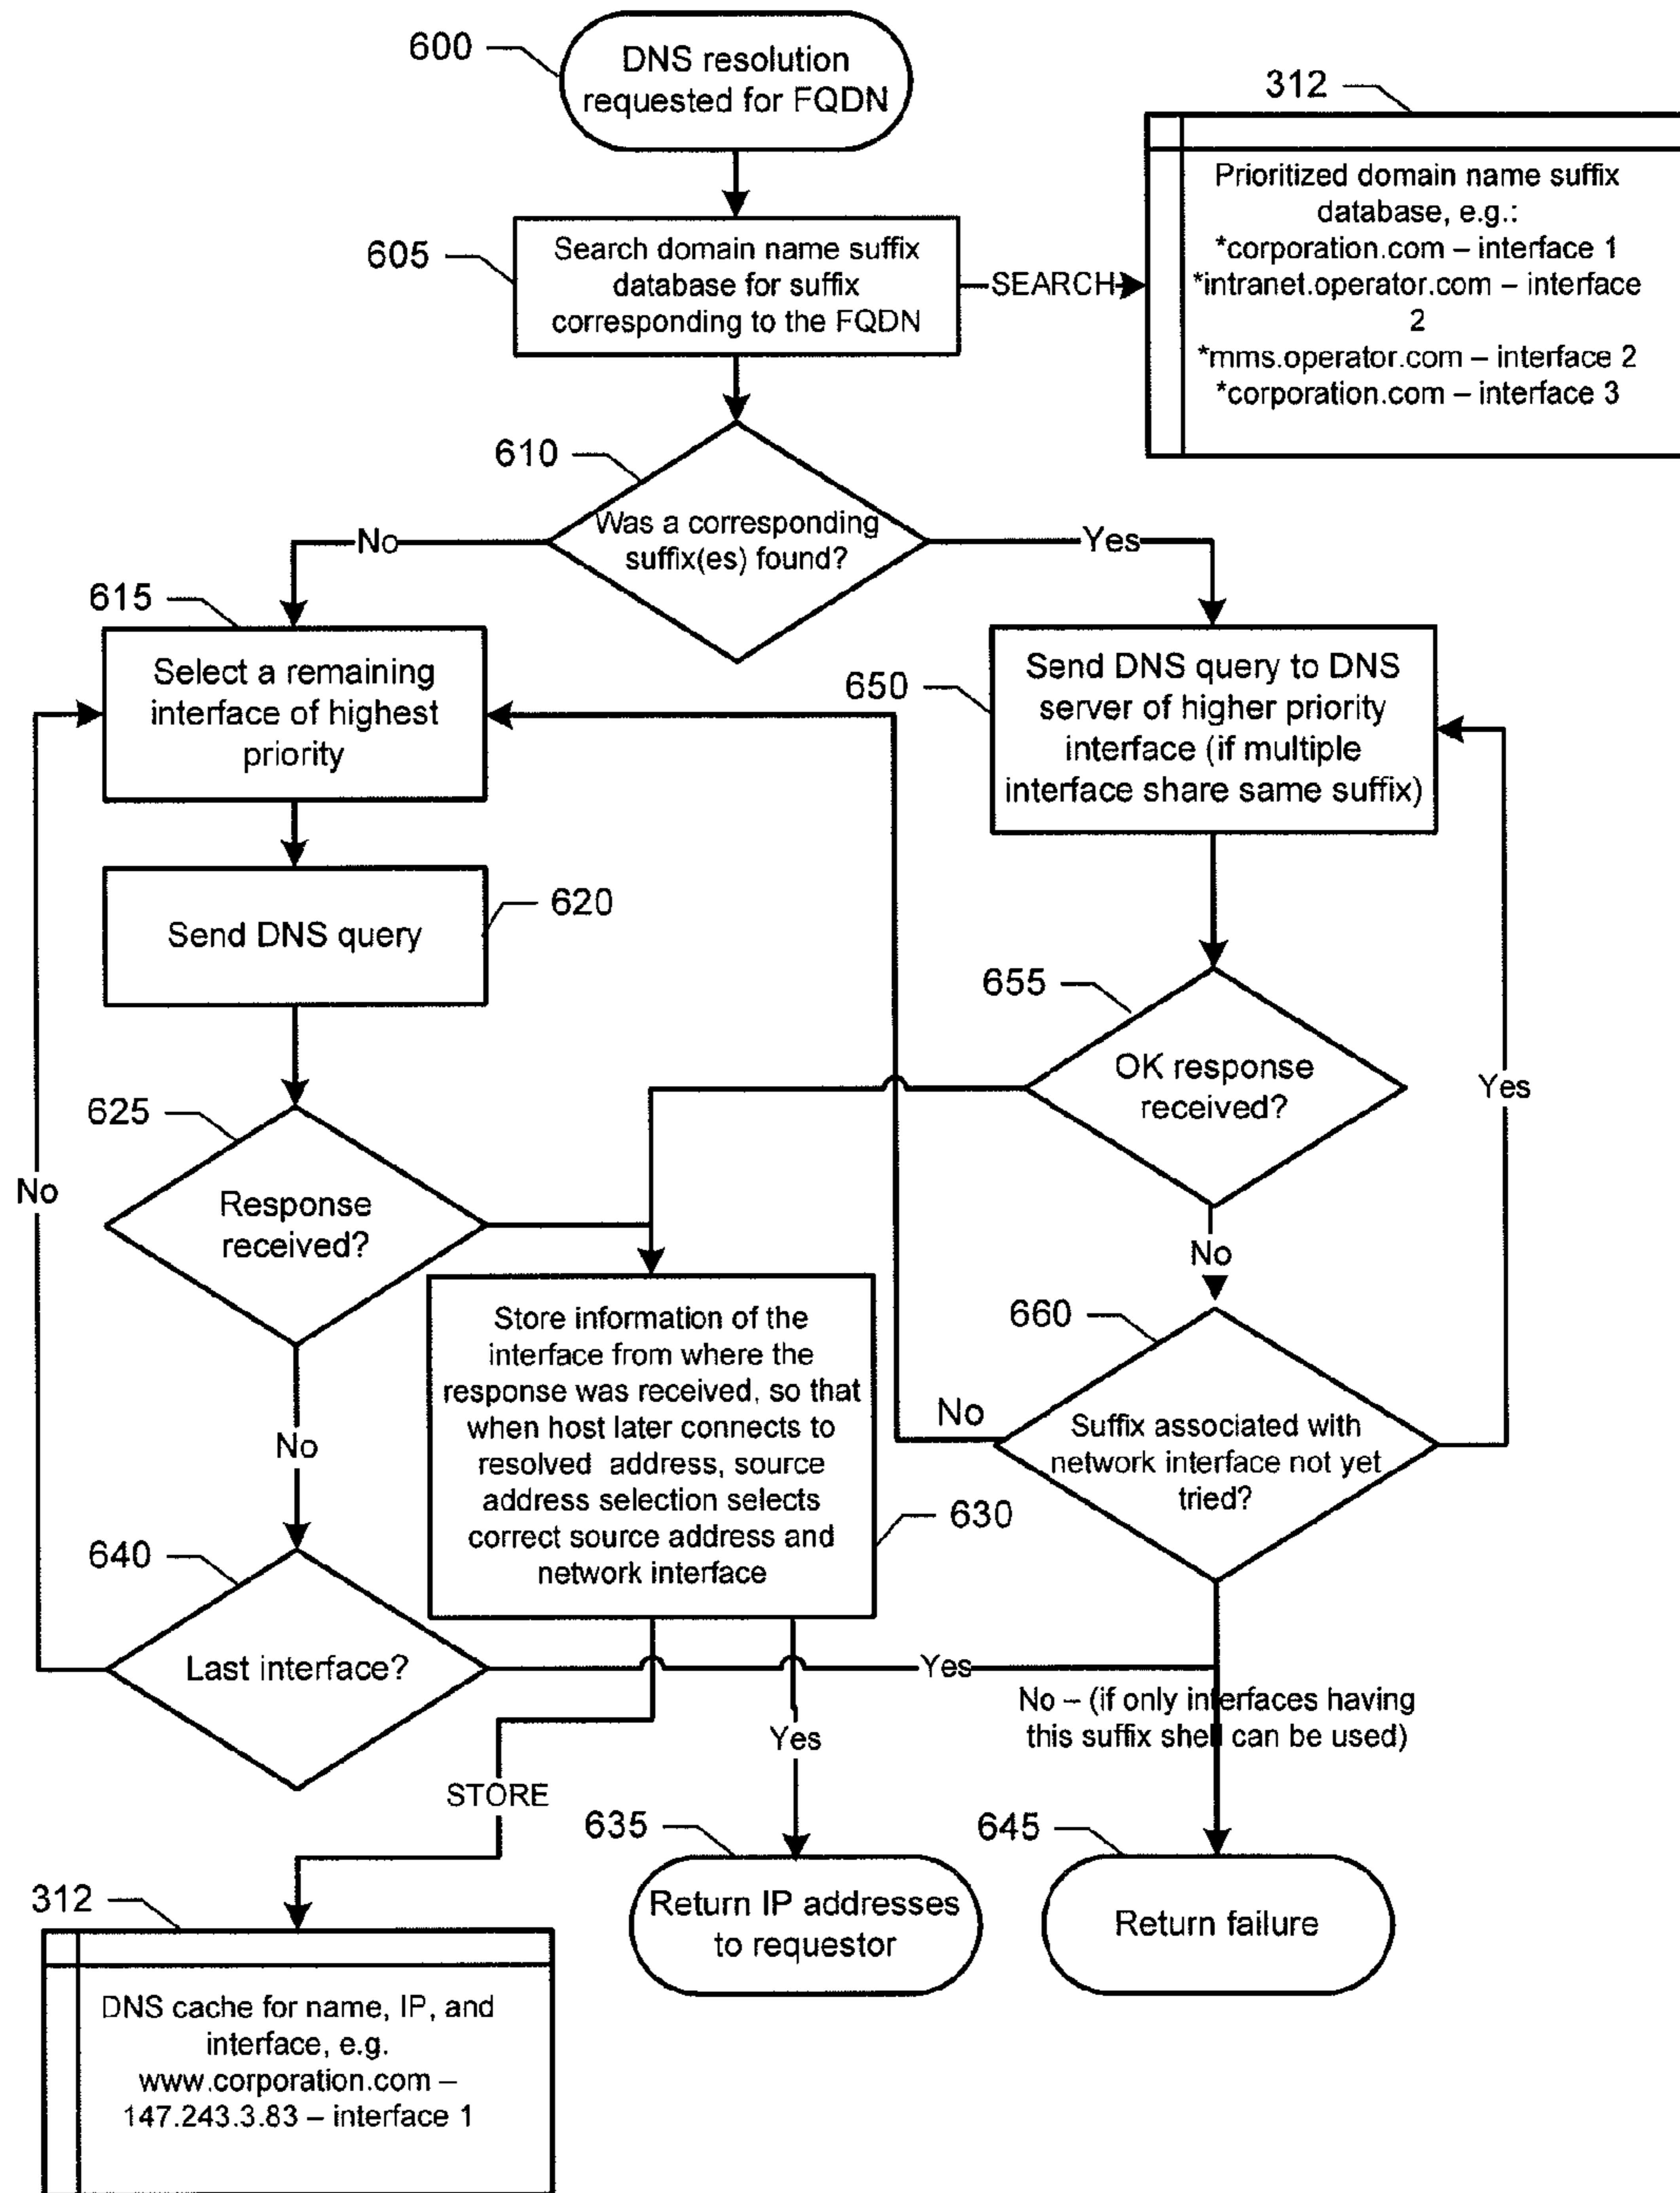 600
DNS resolution
requested for FQDN
312
Prioritized domain name suffix
database, e.g.:
*corporation.com – interface 1
*intranet.operator.com – interface
2
*mms.operator.com – interface 2
*corporation.com – interface 3
605
Search domain name suffix
database for suffix
corresponding to the FQDN
SEARCH
610
Was a corresponding
suffix(es) found?
No
Yes
615
Select a remaining
interface of highest
priority
650
Send DNS query to DNS
server of higher priority
interface (if multiple
interface share same suffix)
620
Send DNS query
655
OK response
received?
Yes
625
Response
received?
No
No
660
Suffix associated with
network interface not yet
tried?
No
Store information of the
interface from where the
response was received, so that
when host later connects to
resolved address, source
address selection selects
correct source address and
network interface
630
No
640
Last interface?
Yes
No – (if only interfaces having
this suffix shell can be used)
Yes
STORE
635
Return IP addresses
to requestor
645
Return failure
312
DNS cache for name, IP, and
interface, e.g.
www.corporation.com –
147.243.3.83 – interface 1